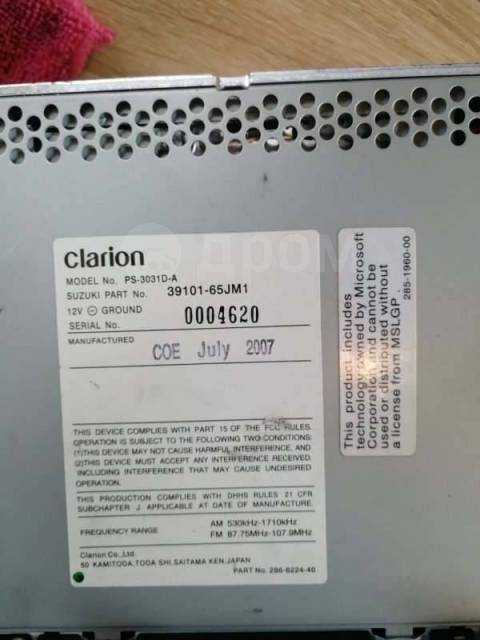 clarion
MODEL No. PS-3031D-A
SUZUKI PART No. 39101-65JM1
12V ⊖ GROUND
SERIAL No. 0004620
MANUFACTURED
COE July 2007
THIS DEVICE COMPLIES WITH PART 15 OF THE FCC RULES.
OPERATION IS SUBJECT TO THE FOLLOWING TWO CONDITIONS:
(1)THIS DEVICE MAY NOT CAUSE HARMFUL INTERFERENCE, AND
(2)THIS DEVICE MUST ACCEPT ANY INTERFERENCE RECEIVED,
INCLUDING INTERFERENCE THAT MAY CAUSE UNDESIRED
OPERATION.
THIS PRODUCTION COMPLIES WITH DHHS RULES 21 CFR
SUBCHAPTER J APPLICABLE AT DATE OF MANUFACTURE.
FREQUENCY RANGE
AM 530kHz-1710kHz
FM 87.75MHz-107.9MHz
Clarion Co.,Ltd.
50 KAMITODA,TODA SHI,SAITAMA KEN,JAPAN
PART No. 286-6224-40
This product includes
technology owned by Microsoft
Corporation and cannot be
used or distributed without
a license from MSLGP.
285-1960-00
ДРОМ